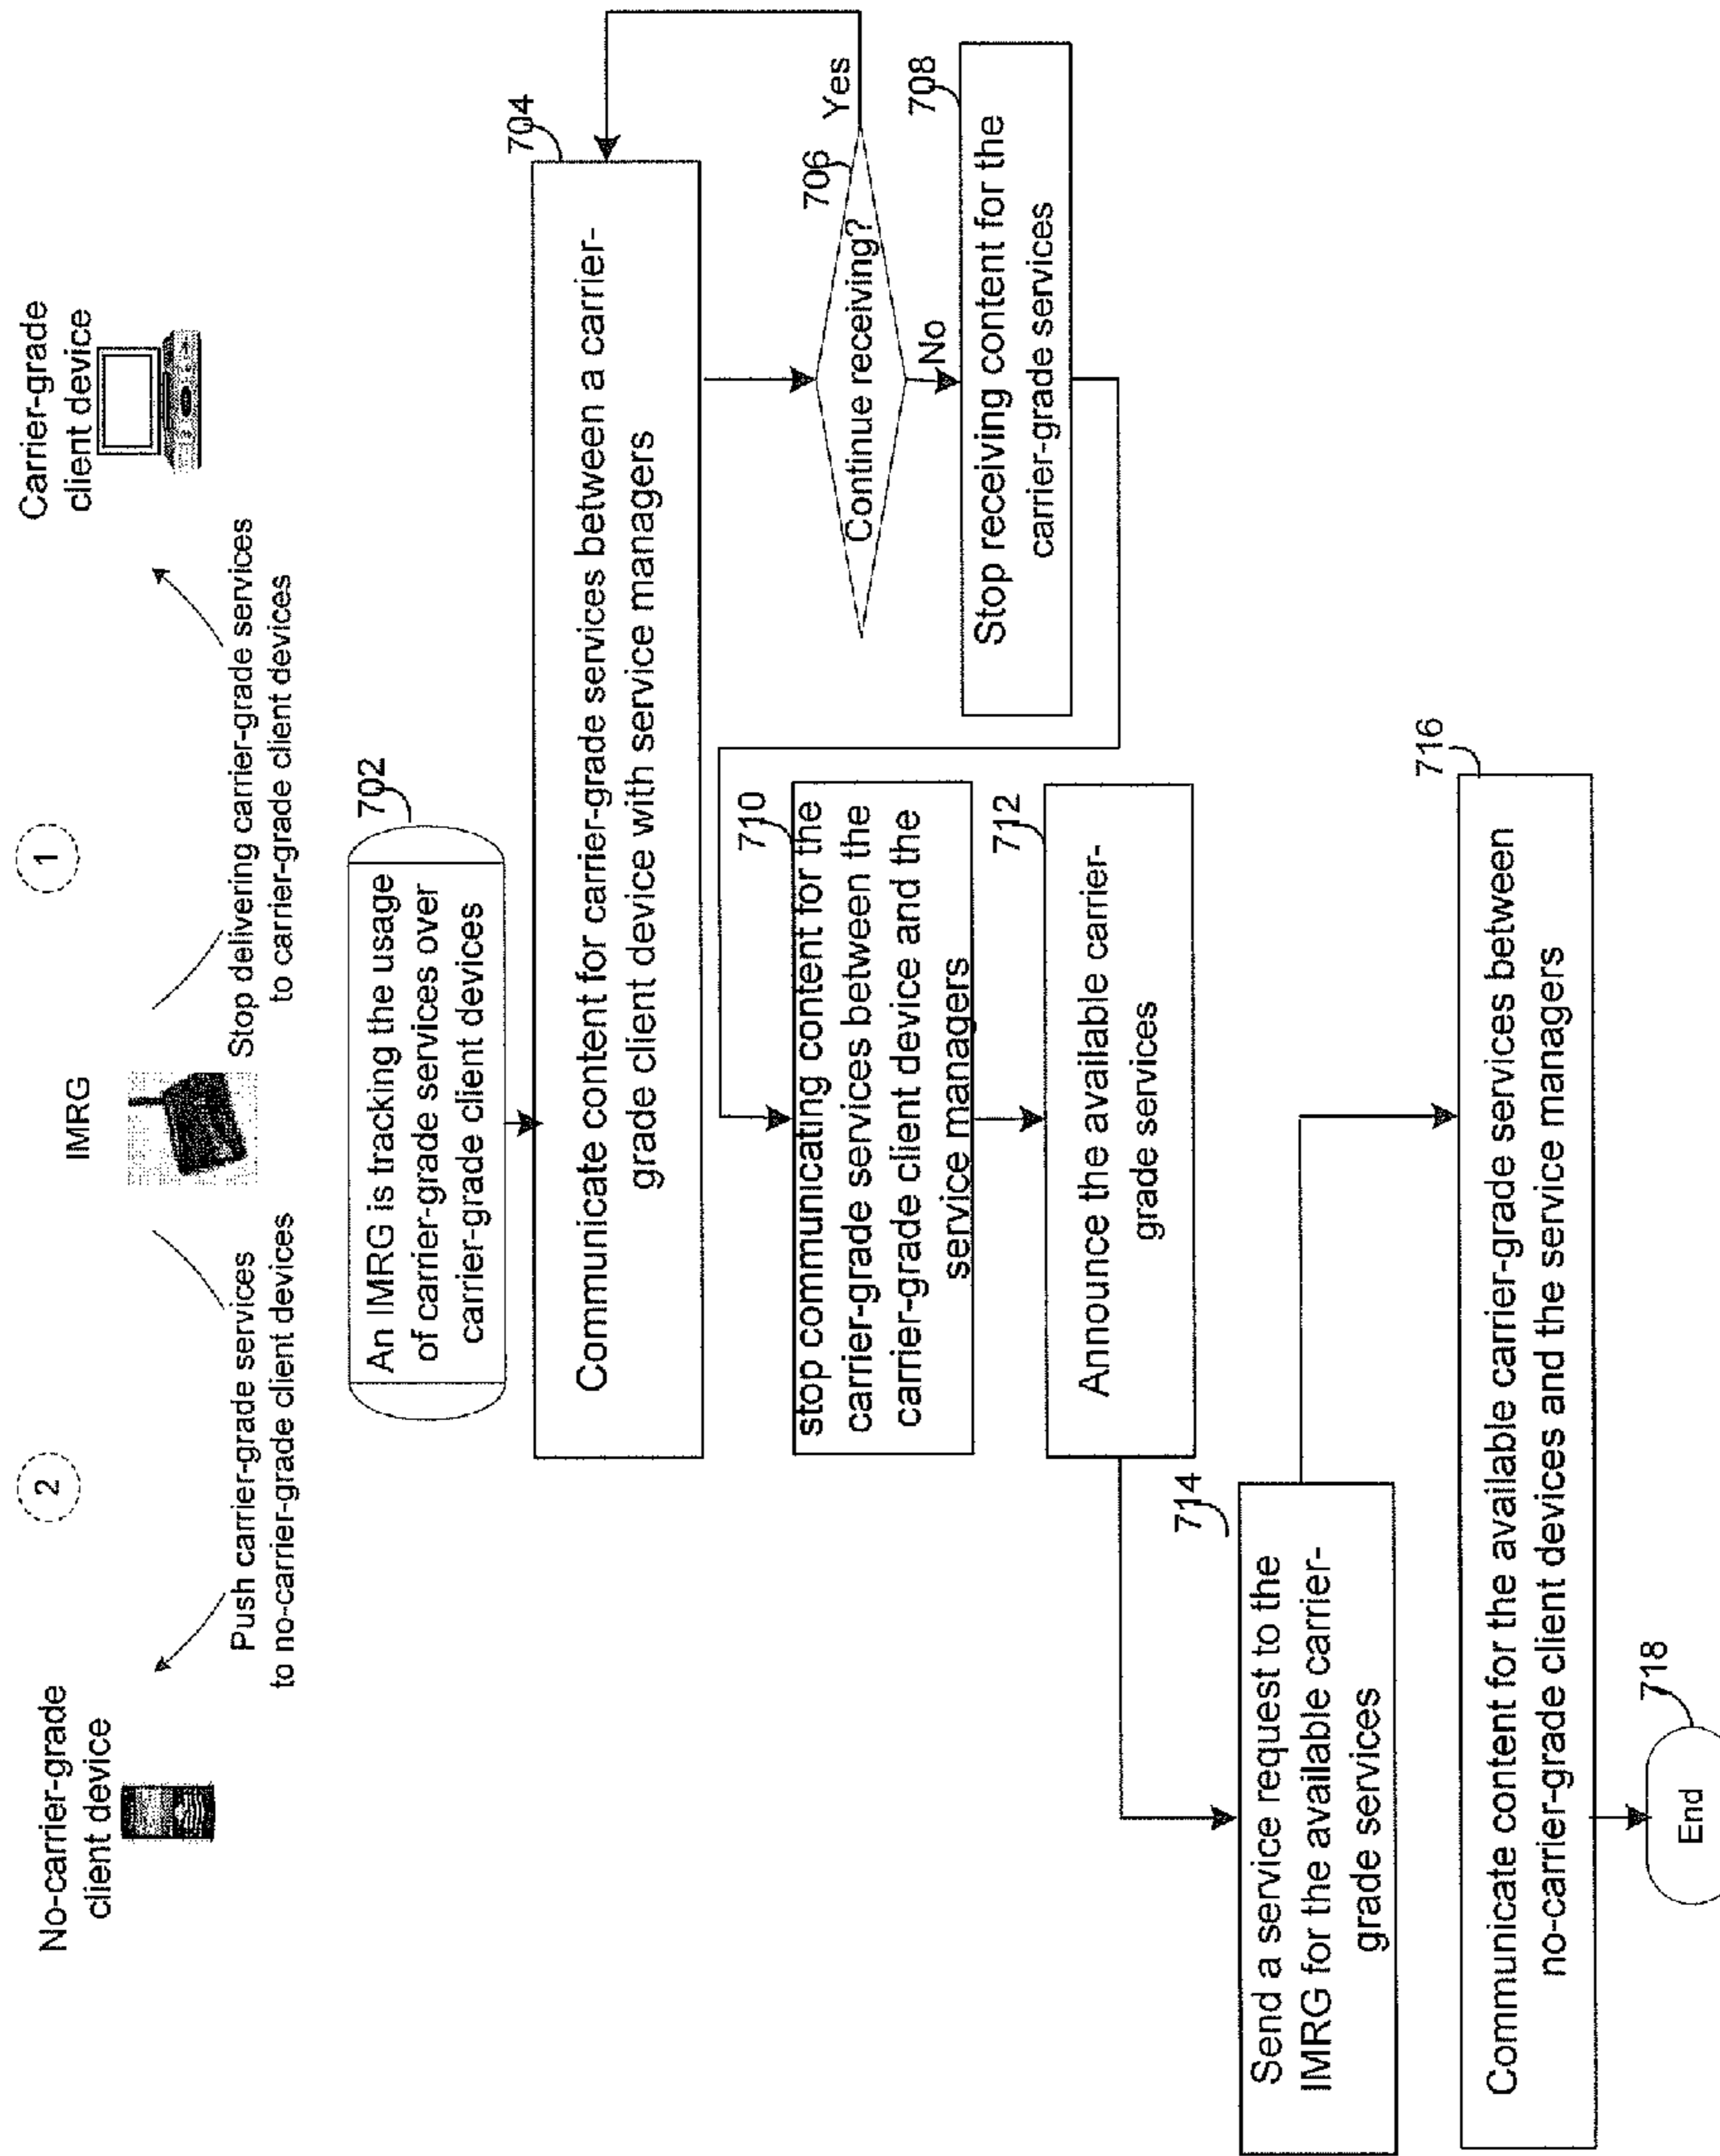 No-carrier-grade
client device
2
Push carrier-grade services
to no-carrier-grade client devices
IMRG
1
Stop delivering carrier-grade services
to carrier-grade client devices
Carrier-grade
client device
702
An IMRG is tracking the usage
of carrier-grade services over
carrier-grade client devices
704
Communicate content for carrier-grade services between a carrier-
grade client device with service managers
706
Continue receiving?
Yes
No
708
Stop receiving content for the
carrier-grade services
710
stop communicating content for the
carrier-grade services between the
carrier-grade client device and the
service managers
712
Announce the available carrier-
grade services
714
Send a service request to the
IMRG for the available carrier-
grade services
716
Communicate content for the available carrier-grade services between
no-carrier-grade client devices and the service managers
718
End